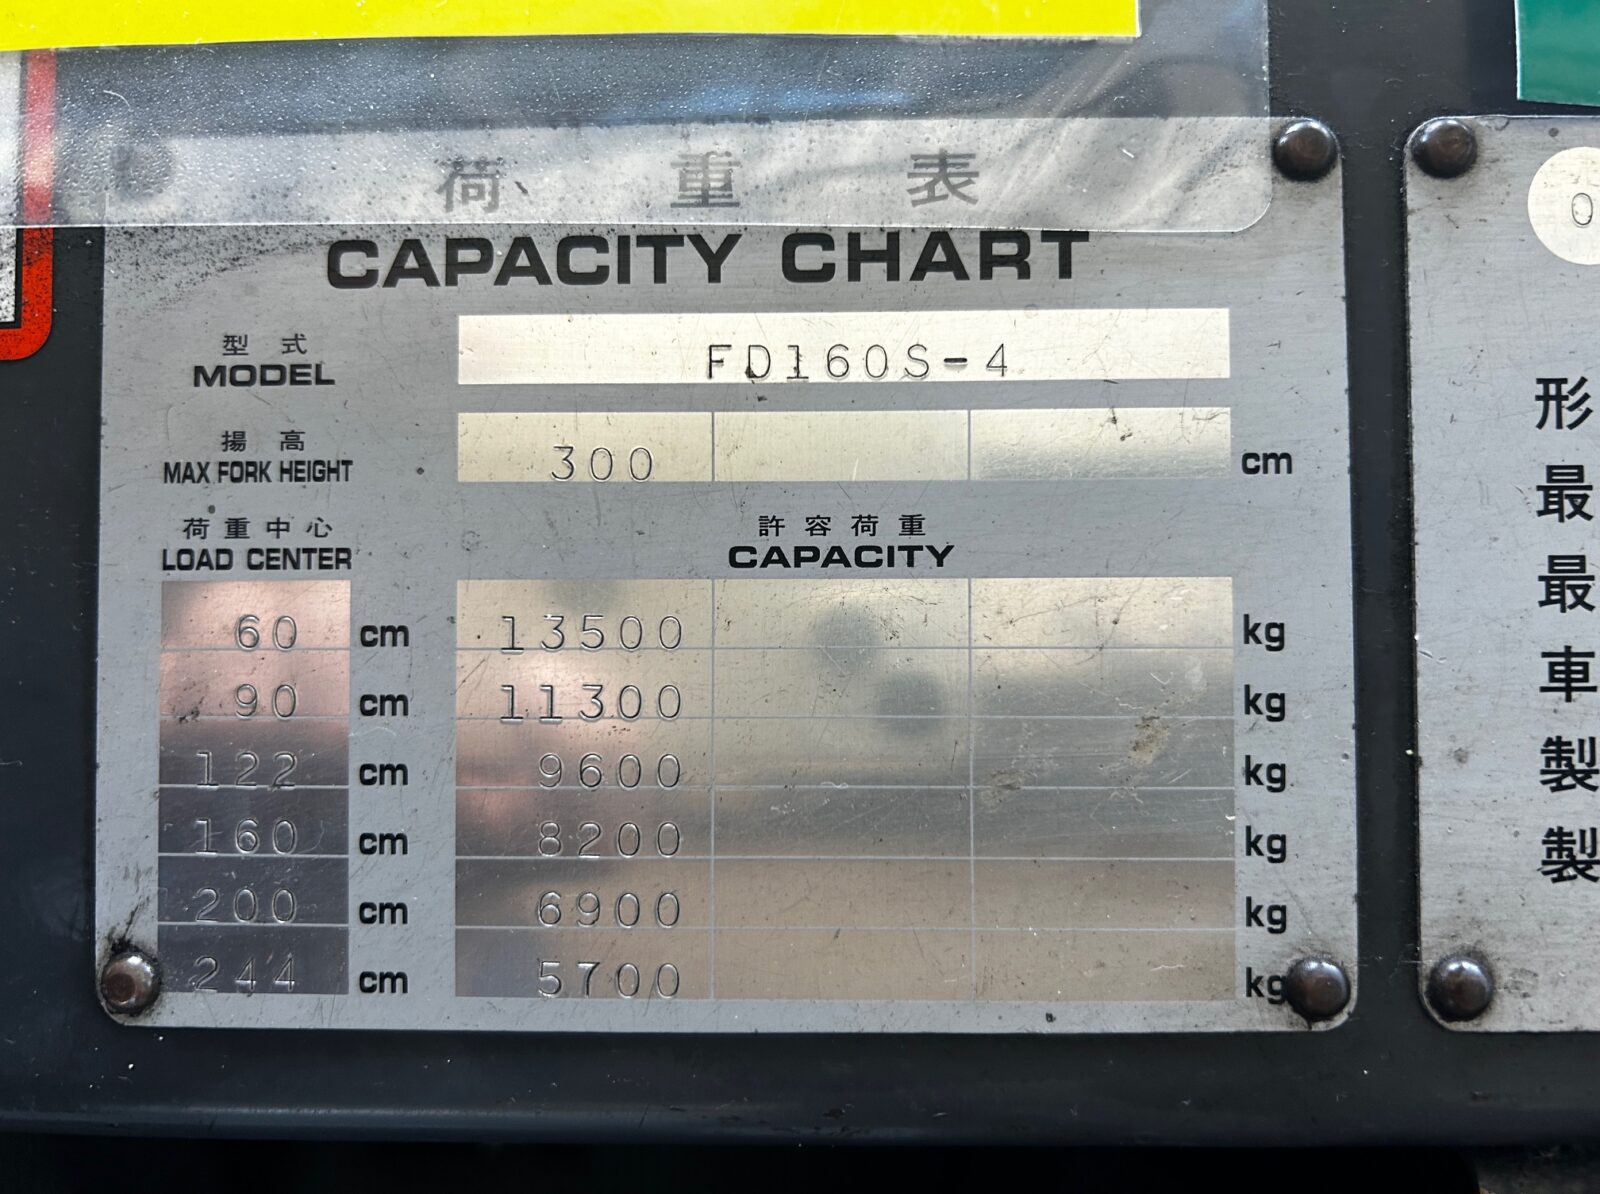 荷重表
CAPACITY CHART
型式
MODEL FD160S-4
揚高
MAX FORK HEIGHT 300 cm
荷重中心 許容荷重
LOAD CENTER CAPACITY
60 cm 13500 kg
90 cm 11300 kg
122 cm 9600 kg
160 cm 8200 kg
200 cm 6900 kg
244 cm 5700 kg
0
形
最
最
車
製
製